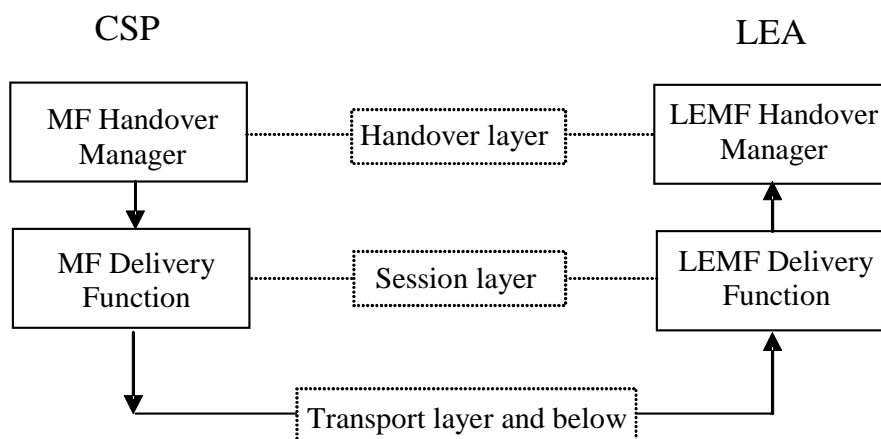 CSP
LEA
MF Handover
Manager
Handover layer
LEMF Handover
Manager
MF Delivery
Function
Session layer
LEMF Delivery
Function
Transport layer and below